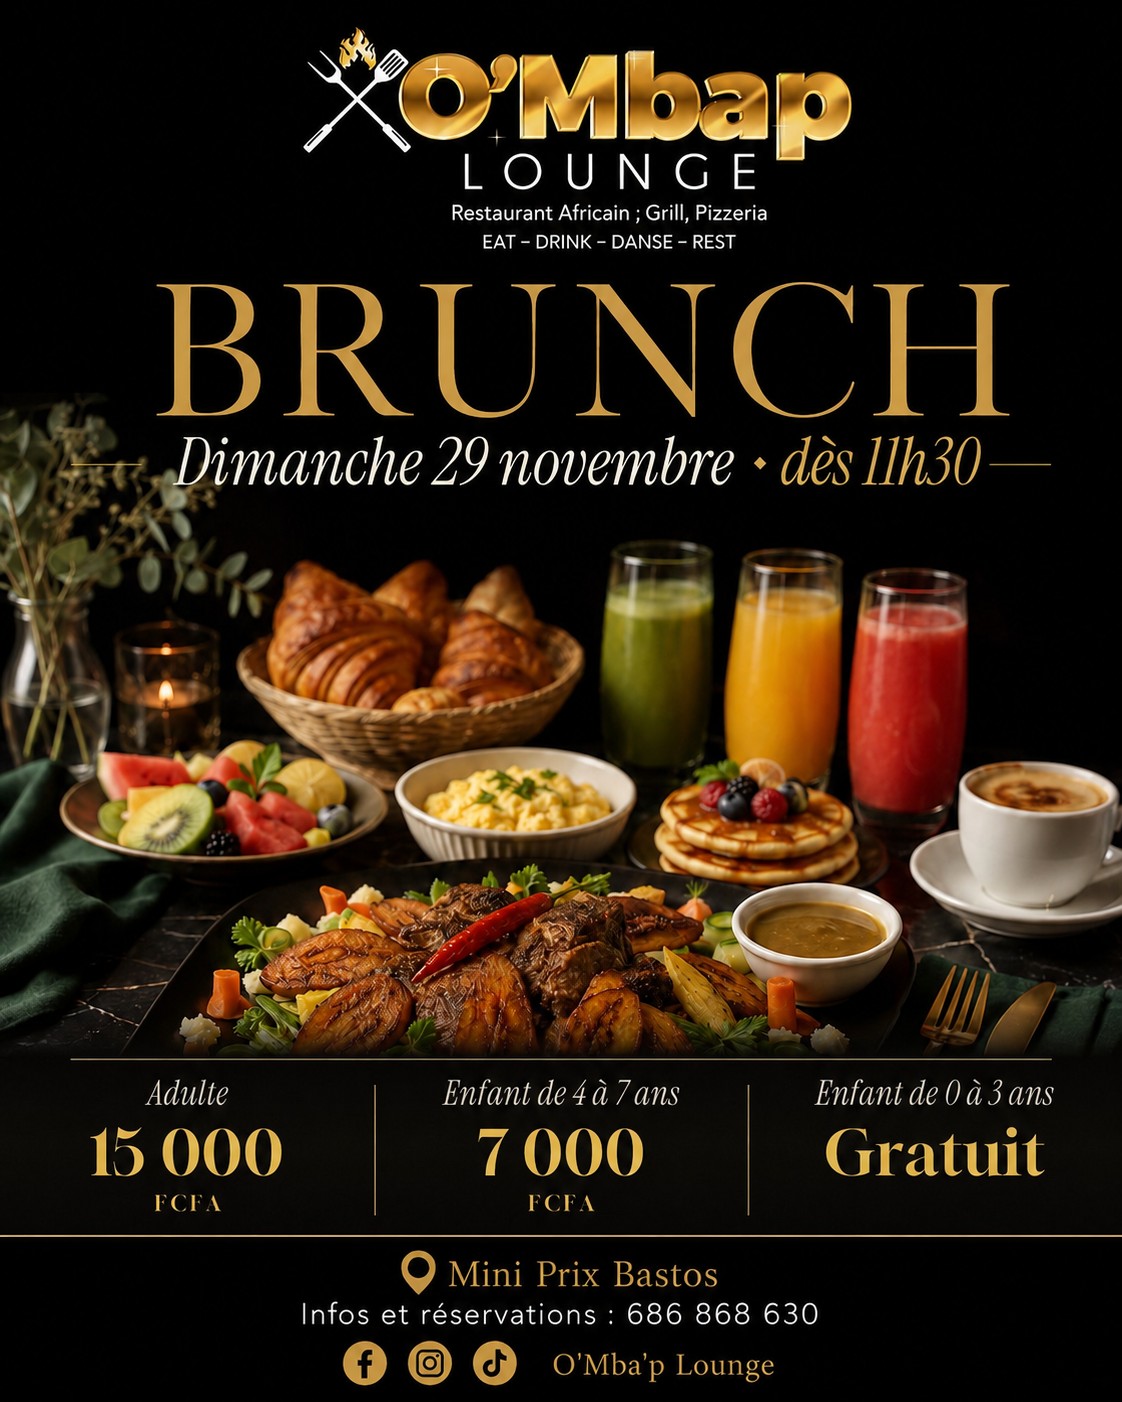 O'Mbap
LOUNGE
Restaurant Africain ; Grill, Pizzeria
EAT – DRINK – DANSE – REST
BRUNCH
Dimanche 29 novembre • dès 11h30
Adulte
15 000
FCFA
Enfant de 4 à 7 ans
7 000
FCFA
Enfant de 0 à 3 ans
Gratuit
Mini Prix Bastos
Infos et réservations : 686 868 630
O'Mba'p Lounge